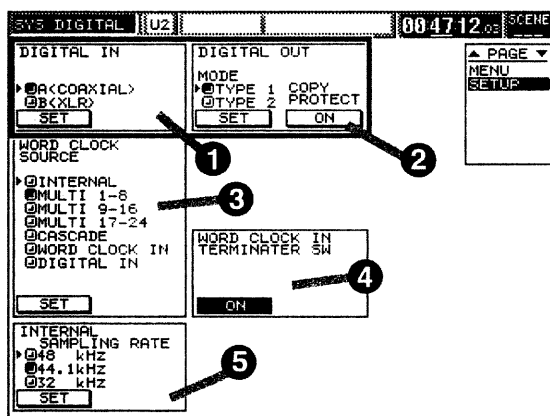 SYS DIGITAL U2 00:47:12.03 SCENE
▲ PAGE ▼
MENU
SETUP
DIGITAL IN
A(COAXIAL)
B(XLR)
SET
1
DIGITAL OUT
MODE
TYPE 1
TYPE 2
COPY
PROTECT
SET
ON
2
WORD CLOCK
SOURCE
INTERNAL
MULTI 1-8
MULTI 9-16
MULTI 17-24
CASCADE
WORD CLOCK IN
DIGITAL IN
SET
3
WORD CLOCK IN
TERMINATER SW
ON
4
INTERNAL
SAMPLING RATE
48 kHz
44.1kHz
32 kHz
SET
5